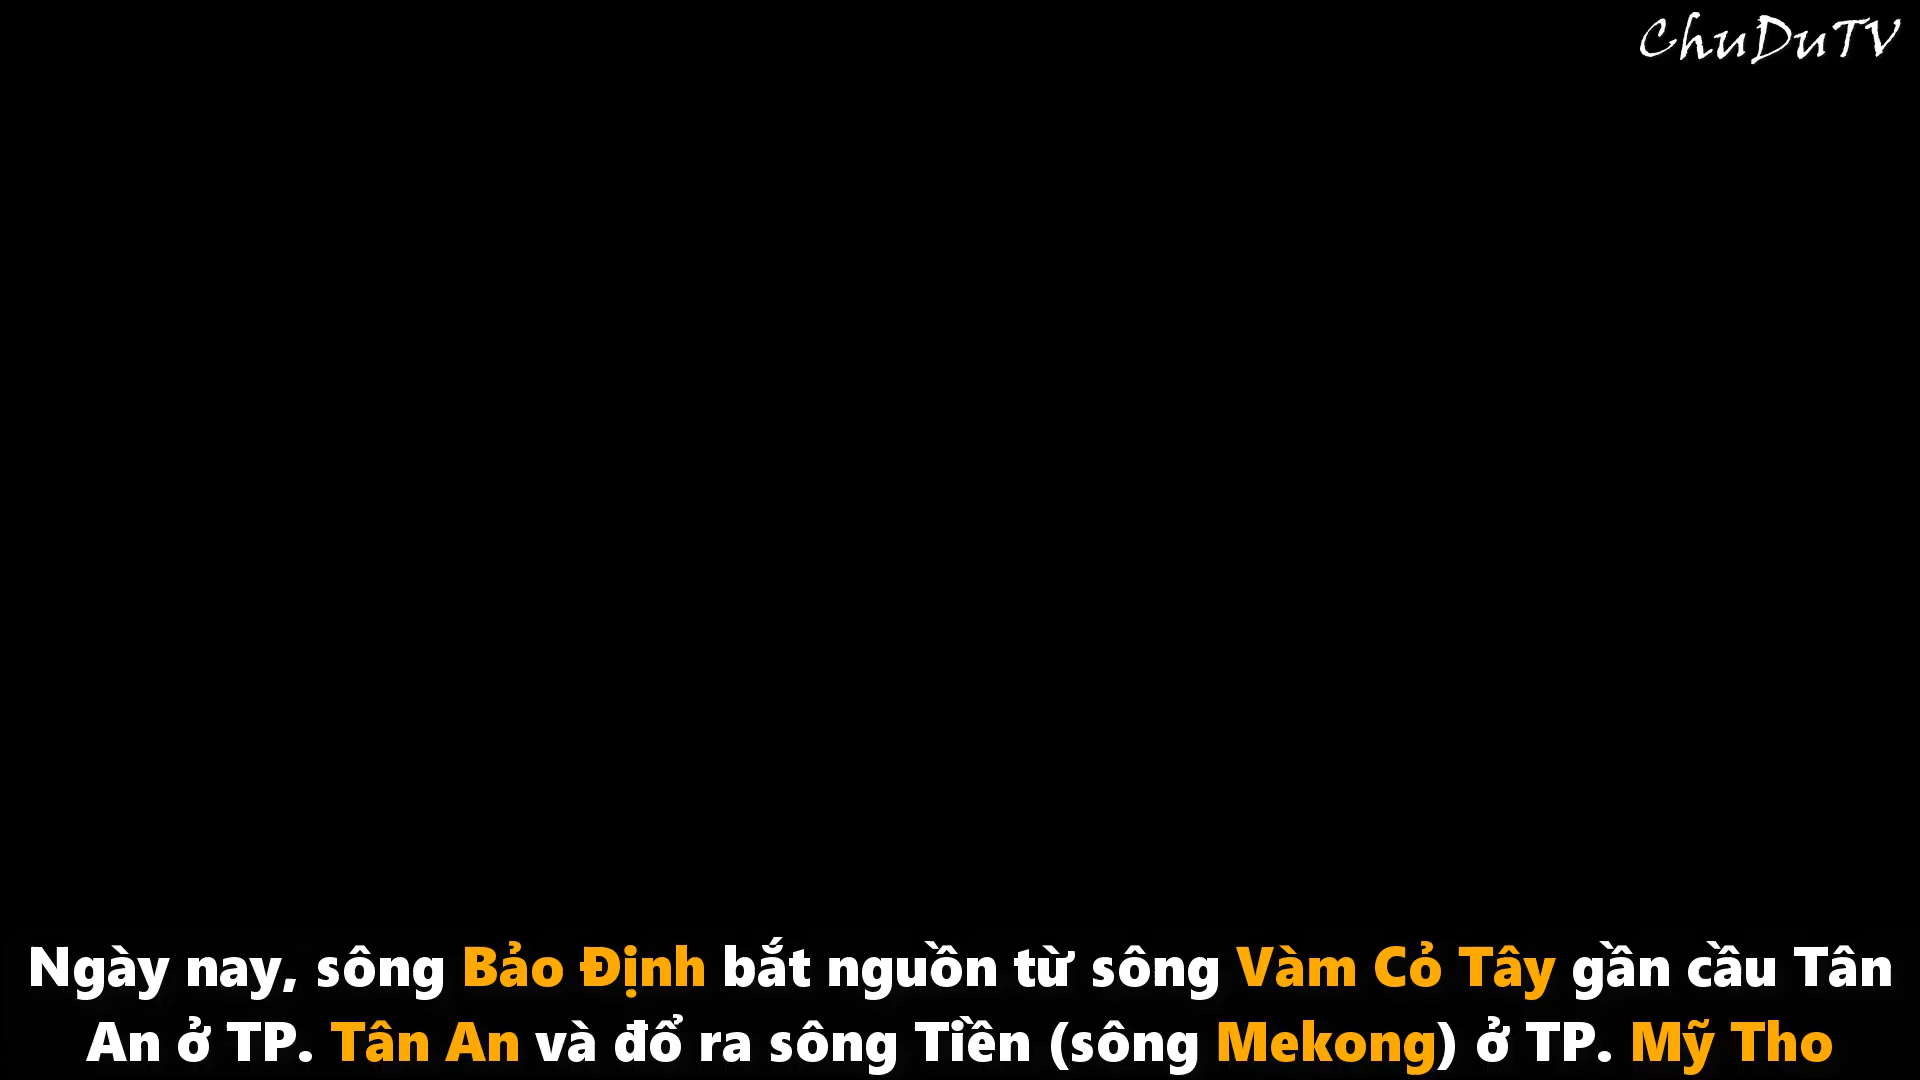 ChuDuTV
Ngày nay, sông Bảo Định bắt nguồn từ sông Vàm Cỏ Tây gần cầu Tân
An ở TP. Tân An và đổ ra sông Tiền (sông Mekong) ở TP. Mỹ Tho